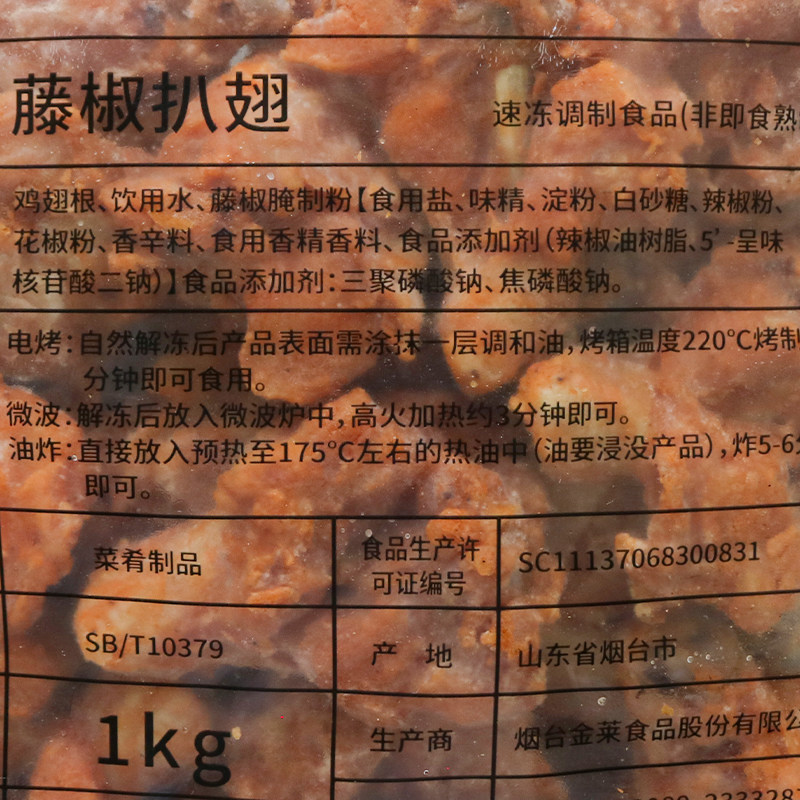 藤椒扒翅
速冻调制食品(非即食熟
鸡翅根、饮用水、藤椒腌制粉【食用盐、味精、淀粉、白砂糖、辣椒粉、
花椒粉、香辛料、食用香精香料、食品添加剂(辣椒油树脂、5’-呈味
核苷酸二钠)】食品添加剂:三聚磷酸钠、焦磷酸钠。
电烤:自然解冻后产品表面需涂抹一层调和油,烤箱温度220℃烤制
分钟即可食用。
微波:解冻后放入微波炉中,高火加热约3分钟即可。
油炸:直接放入预热至175℃左右的热油中(油要浸没产品),炸5-6
即可。
菜肴制品
食品生产许
可证编号
SC11137068300831
SB/T10379
产 地
山东省烟台市
1kg
生产商
烟台金莱食品股份有限